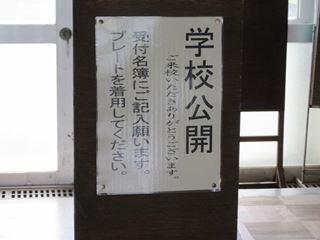 学校公開
ご来校いただきありがとうございます。
受付名簿にご記入願います。
プレートを着用してください。